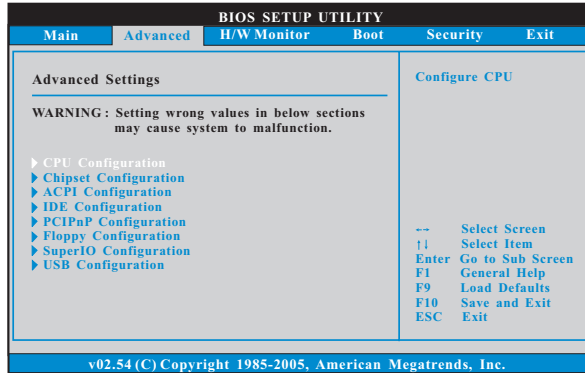 BIOS SETUP UTILITY
Main Advanced H/W Monitor Boot Security Exit
Advanced Settings
WARNING : Setting wrong values in below sections
may cause system to malfunction.
CPU Configuration
Chipset Configuration
ACPI Configuration
IDE Configuration
PCIPnP Configuration
Floppy Configuration
SuperIO Configuration
USB Configuration
Configure CPU
←→ Select Screen
↑↓ Select Item
Enter Go to Sub Screen
F1 General Help
F9 Load Defaults
F10 Save and Exit
ESC Exit
v02.54 (C) Copyright 1985-2005, American Megatrends, Inc.